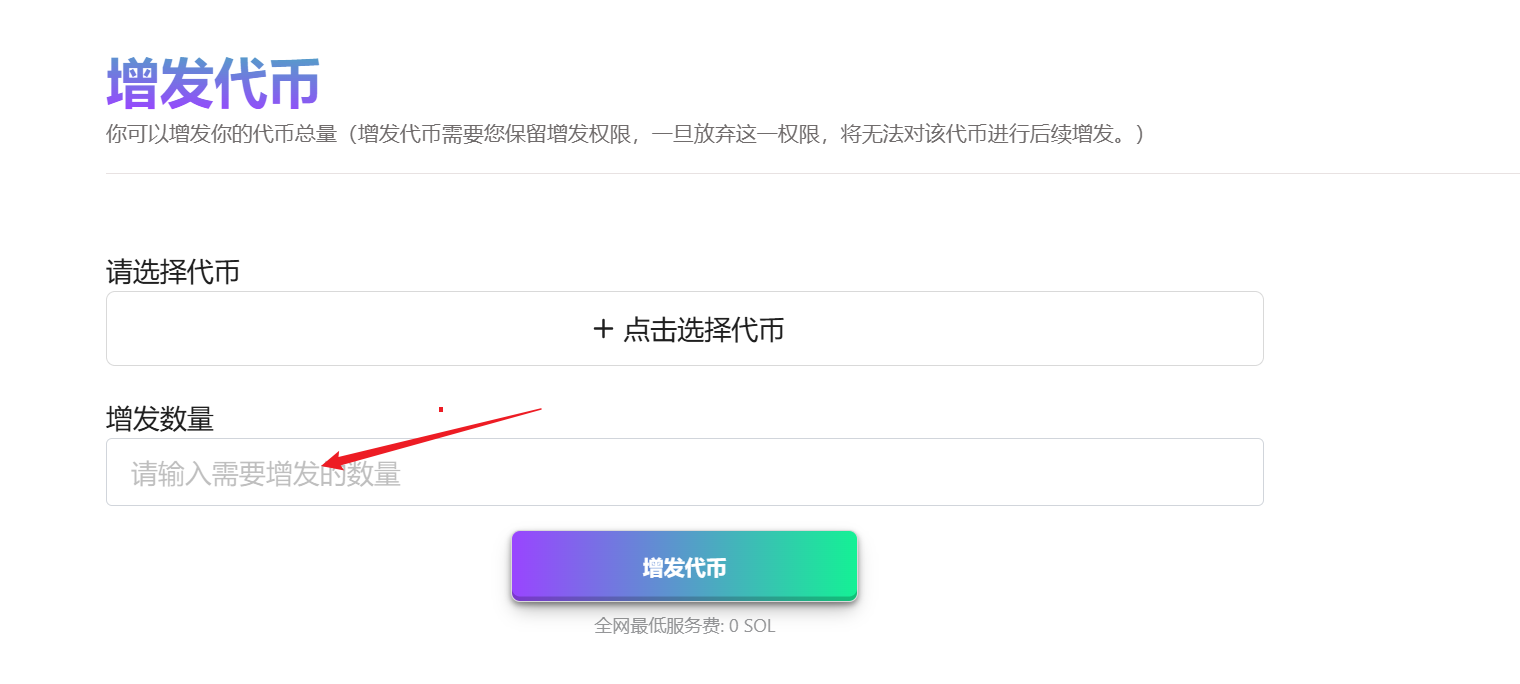 增发代币
你可以增发你的代币总量（增发代币需要您保留增发权限，一旦放弃这一权限，将无法对该代币进行后续增发。）
请选择代币
+ 点击选择代币
增发数量
请输入需要增发的数量
增发代币
全网最低服务费: 0 SOL